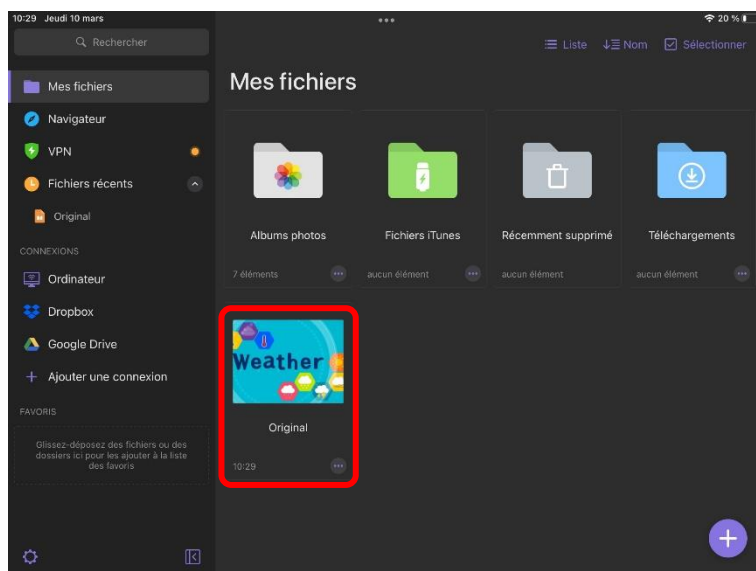 10:29 Jeudi 10 mars
20 %
Rechercher
Liste
Nom
Sélectionner
Mes fichiers
Navigateur
VPN
Fichiers récents
Original
CONNEXIONS
Ordinateur
Dropbox
Google Drive
Ajouter une connexion
FAVORIS
Glissez-déposez des fichiers ou des
dossiers ici pour les ajouter à la liste
des favoris
Mes fichiers
Albums photos
7 éléments
Fichiers iTunes
aucun élément
Récemment supprimé
aucun élément
Téléchargements
aucun élément
Weather
Original
10:29